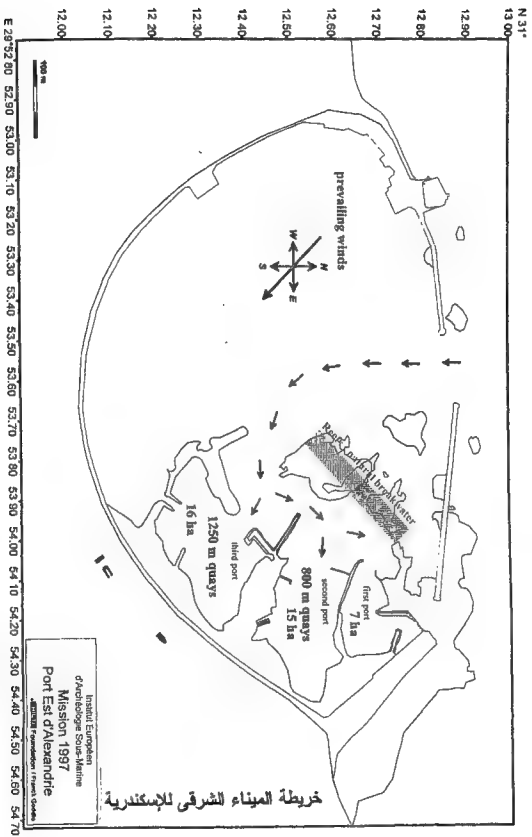 N 31°
12.90
12.80
12.70
12.60
12.50
12.40
12.30
12.20
12.10
12.00
E 29°52.80 52.90 53.00 53.10 53.20 53.30 53.40 53.50 53.60 53.70 53.80 53.90 54.00 54.10 54.20 54.30 54.40 54.50 54.60 54.70
100 m
prevailing winds
N
W
E
S
natural breakwater
first port
7 ha
second port
800 m quays
15 ha
third port
1250 m quays
16 ha
Institut Européen
d'Archéologie Sous-Marine
Mission 1997
Port Est d'Alexandrie
Foundation / Franck Goddio
خريطة الميناء الشرقى للإسكندرية